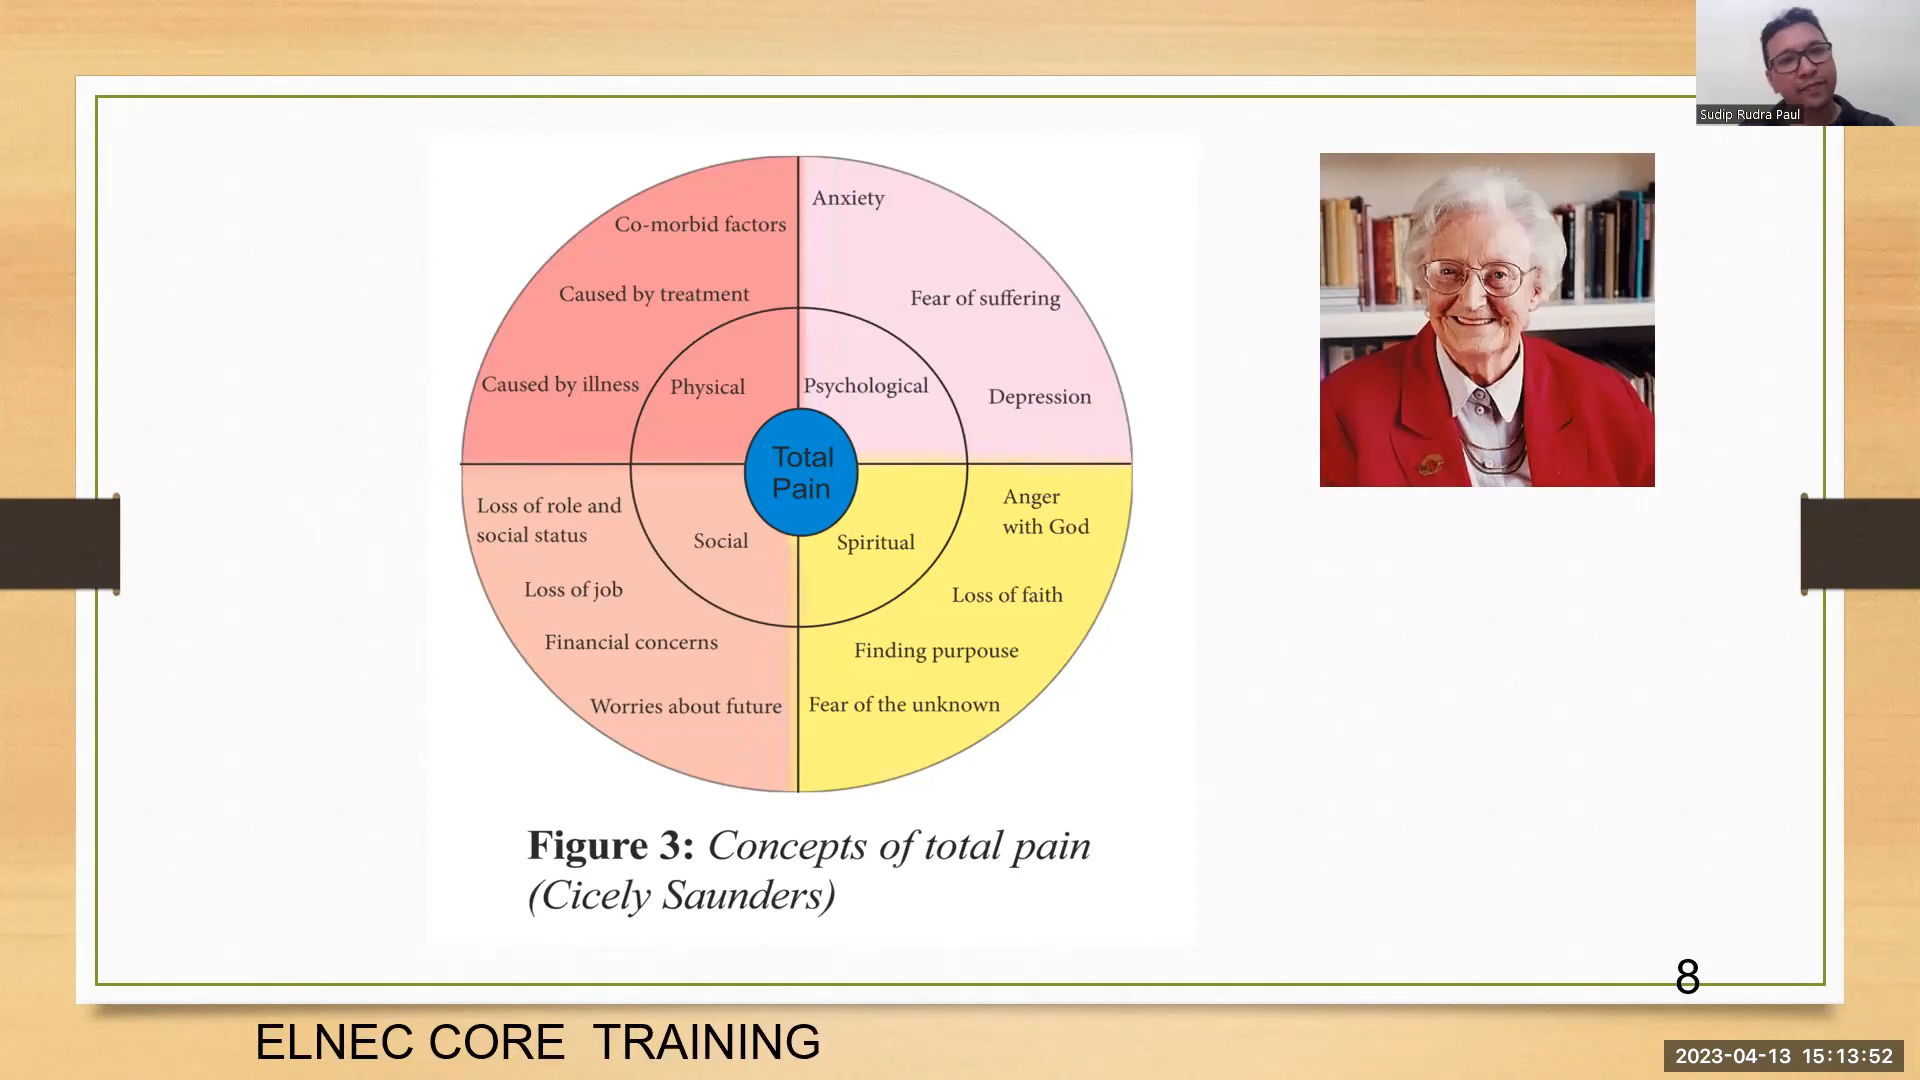 Sudip Rudra Paul
Co-morbid factors
Caused by treatment
Caused by illness
Physical
Anxiety
Fear of suffering
Depression
Psychological
Total
Pain
Loss of role and
social status
Loss of job
Financial concerns
Worries about future
Social
Spiritual
Anger
with God
Loss of faith
Finding purpouse
Fear of the unknown
Figure 3: Concepts of total pain
(Cicely Saunders)
8
ELNEC CORE TRAINING
2023-04-13 15:13:52